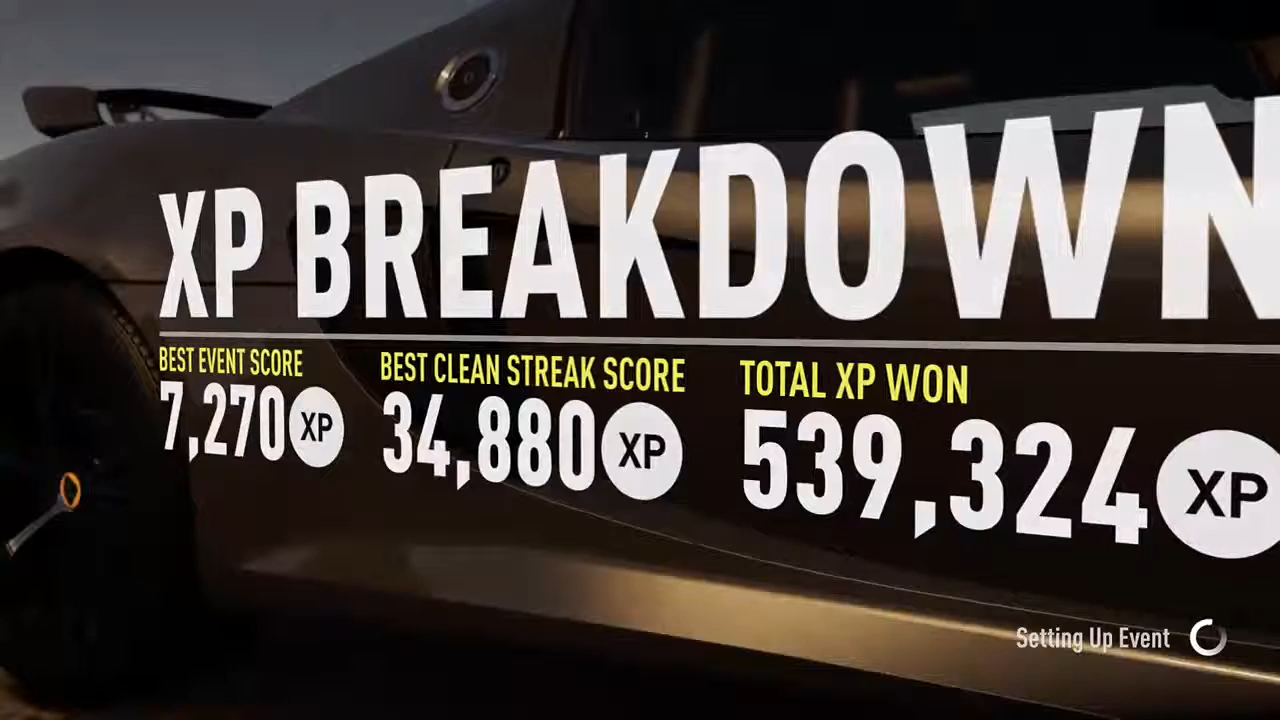 XP BREAKDOWN
BEST EVENT SCORE
7,270 XP
BEST CLEAN STREAK SCORE
34,880 XP
TOTAL XP WON
539,324 XP
Setting Up Event